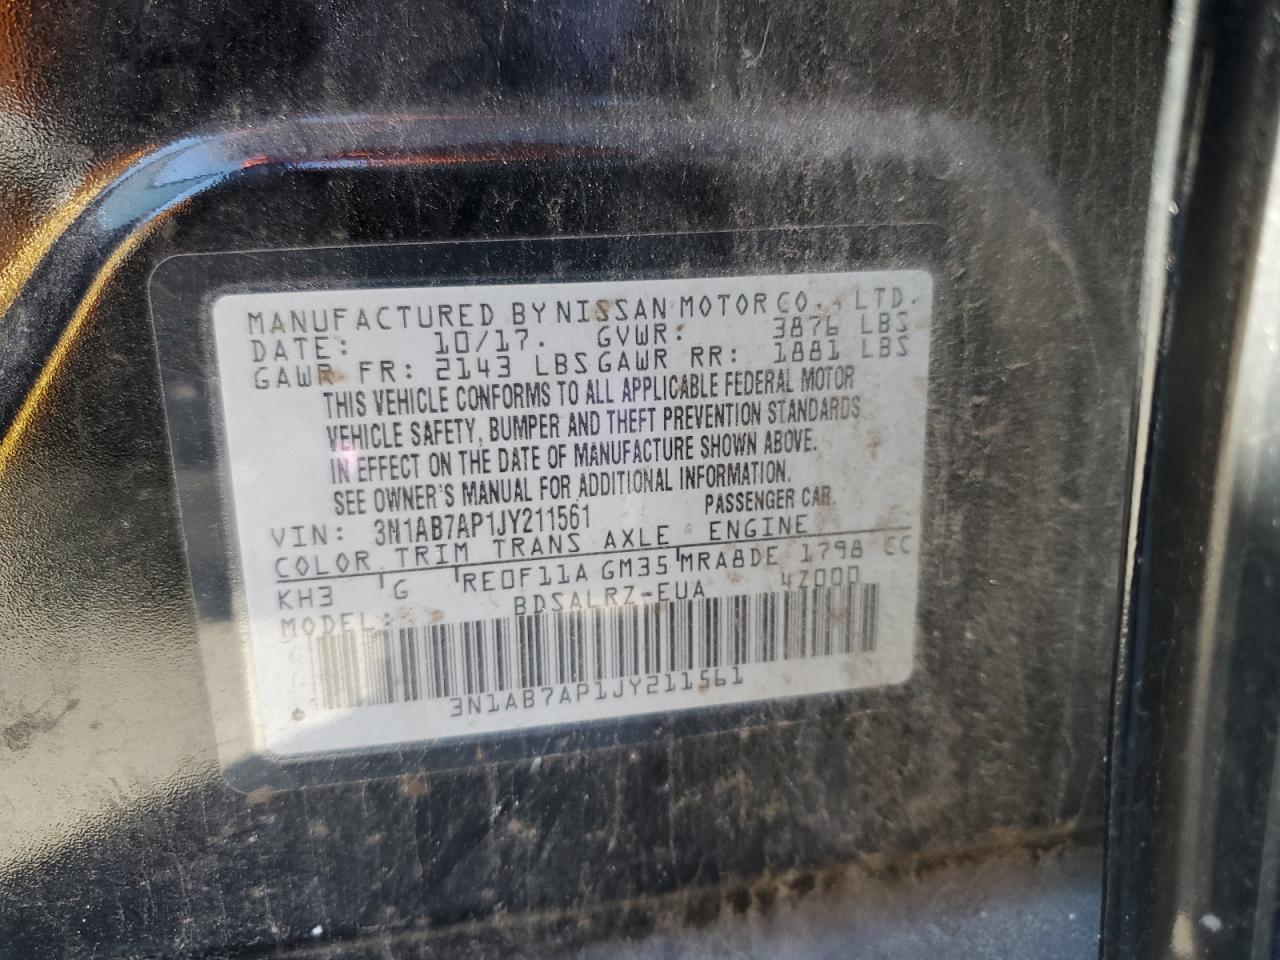 MANUFACTURED BY NISSAN MOTOR CO., LTD.
DATE: 10/17. GVWR: 3876 LBS
GAWR FR: 2143 LBS GAWR RR: 1881 LBS
THIS VEHICLE CONFORMS TO ALL APPLICABLE FEDERAL MOTOR
VEHICLE SAFETY, BUMPER AND THEFT PREVENTION STANDARDS
IN EFFECT ON THE DATE OF MANUFACTURE SHOWN ABOVE.
SEE OWNER'S MANUAL FOR ADDITIONAL INFORMATION.
VIN: 3N1AB7AP1JY211561 PASSENGER CAR.
COLOR TRIM TRANS AXLE ENGINE
KH3 G RE0F11A GM35 MRA8DE 1798 CC
MODEL: BDSALRZ-EUA 4Z000
3N1AB7AP1JY211561